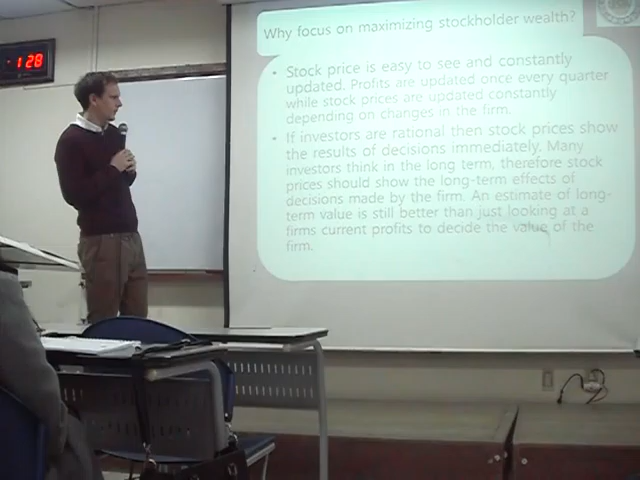 1:28
Why focus on maximizing stockholder wealth?
• Stock price is easy to see and constantly
updated. Profits are updated once every quarter
while stock prices are updated constantly
depending on changes in the firm.
• If investors are rational then stock prices show
the results of decisions immediately. Many
investors think in the long term, therefore stock
prices should show the long-term effects of
decisions made by the firm. An estimate of long-
term value is still better than just looking at a
firms current profits to decide the value of the
firm.